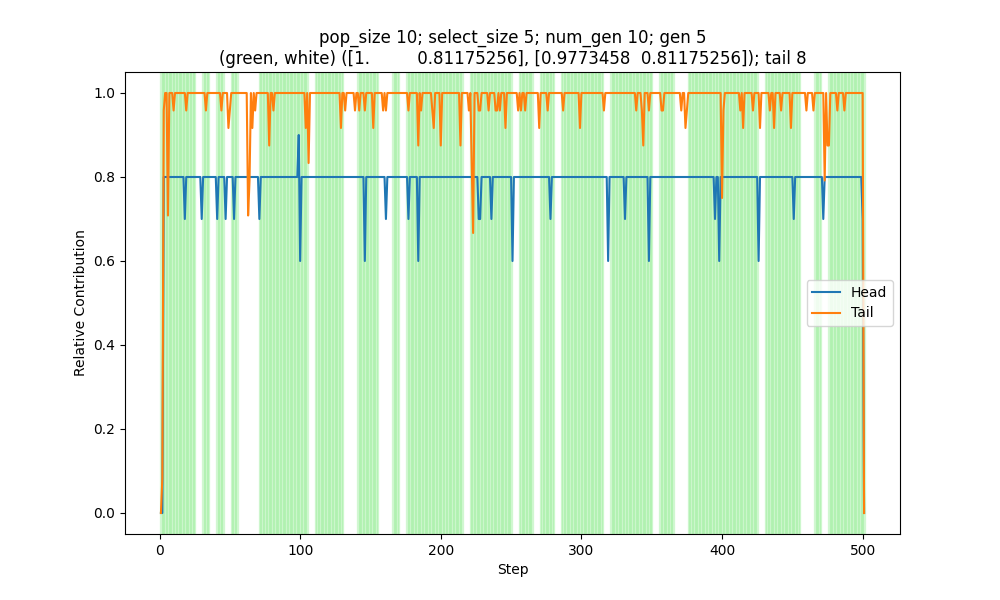 pop_size 10; select_size 5; num_gen 10; gen 5
(green, white) ([1.         0.81175256], [0.9773458  0.81175256]); tail 8
1.0
0.8
0.6
0.4
0.2
0.0
Relative Contribution
Head
Tail
0 100 200 300 400 500
Step